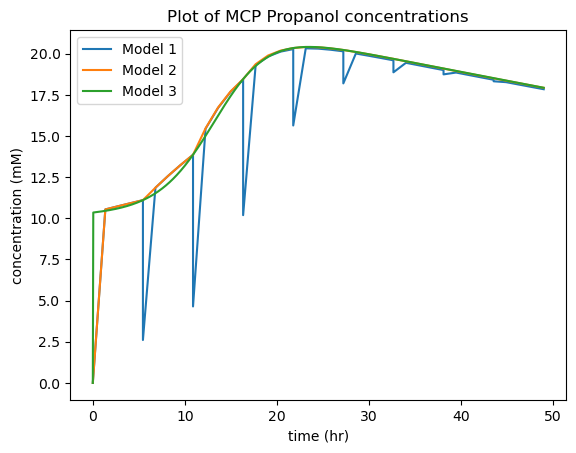 Plot of MCP Propanol concentrations
Model 1
Model 2
Model 3
concentration (mM)
20.0
17.5
15.0
12.5
10.0
7.5
5.0
2.5
0.0
0 10 20 30 40 50
time (hr)